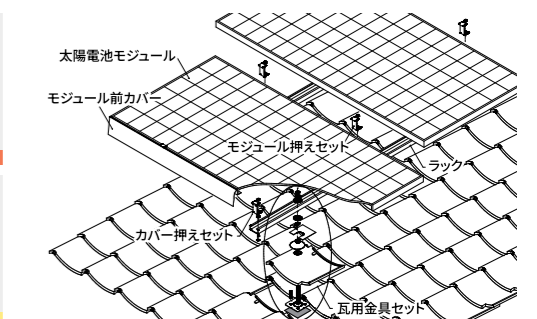 太陽電池モジュール
モジュール前カバー
モジュール押えセット
ラック
カバー押えセット
瓦用金具セット